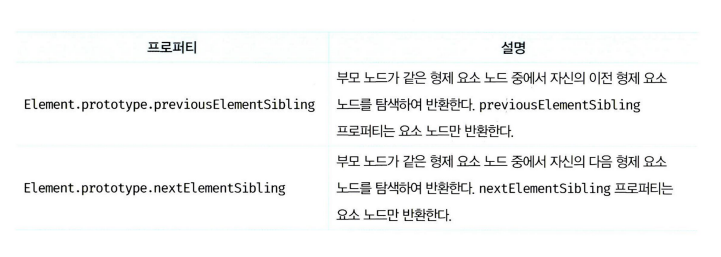 프로퍼티 설명
부모 노드가 같은 형제 요소 노드 중에서 자신의 이전 형제 요소
Element.prototype.previousElementSibling 노드를 탐색하여 반환한다. previousElementSibling
프로퍼티는 요소 노드만 반환한다.
부모 노드가 같은 형제 요소 노드 중에서 자신의 다음 형제 요소
Element.prototype.nextElementSibling 노드를 탐색하여 반환한다. nextElementSibling 프로퍼티는
요소 노드만 반환한다.